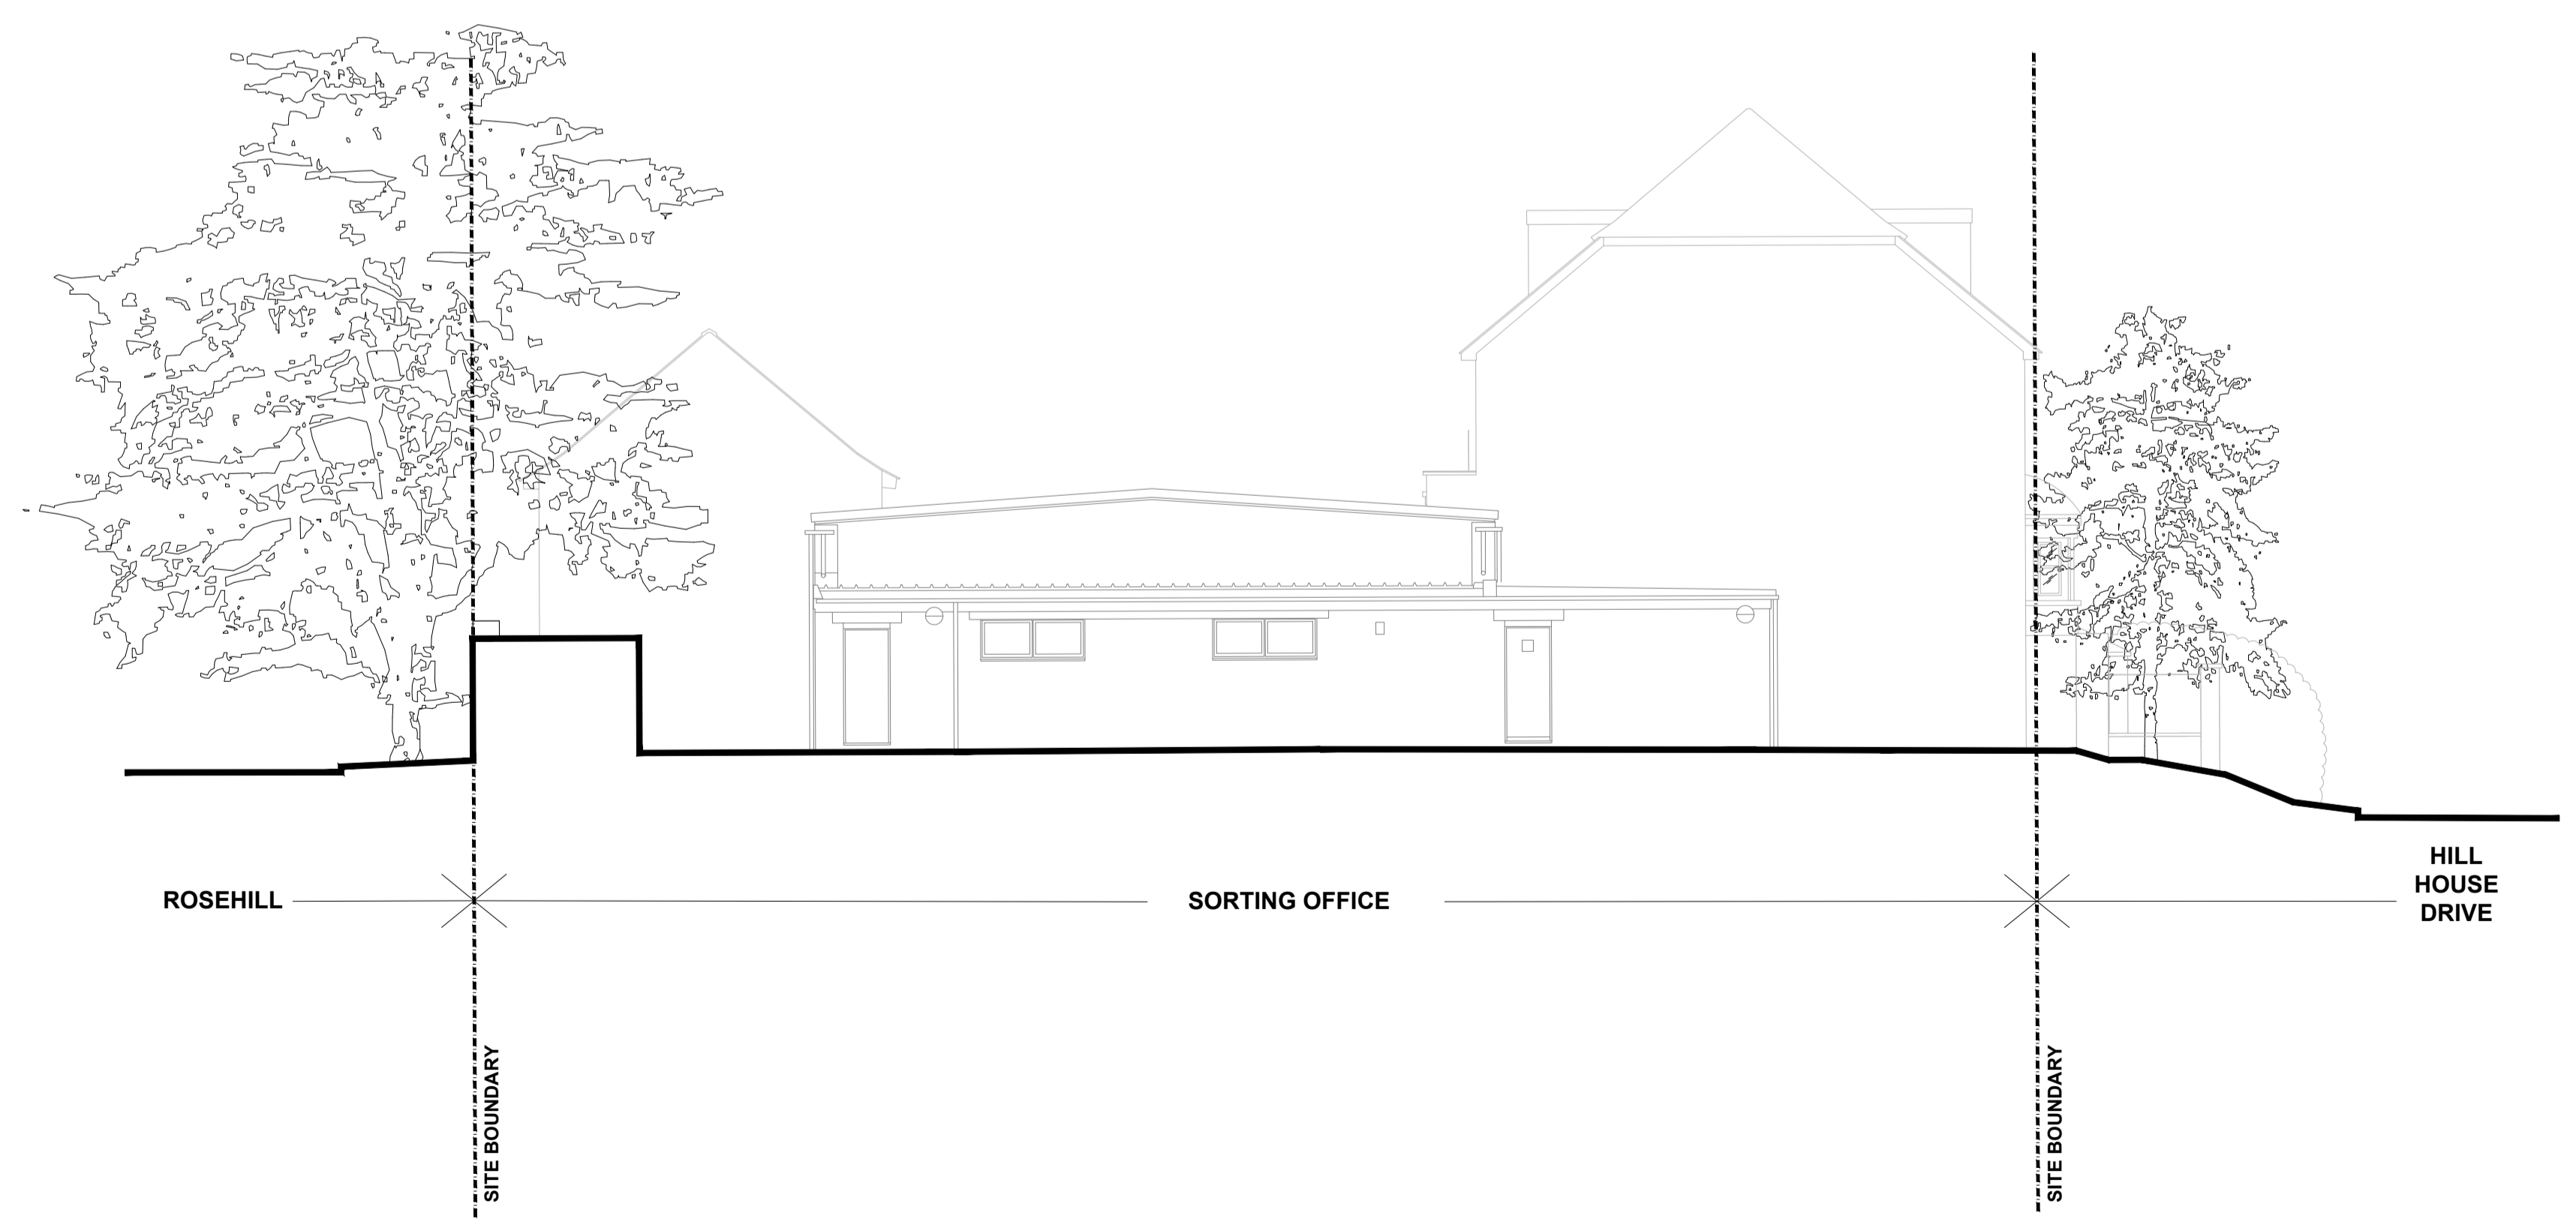 ROSEHILL
SORTING OFFICE
HILL
HOUSE
DRIVE
SITE BOUNDARY
SITE BOUNDARY